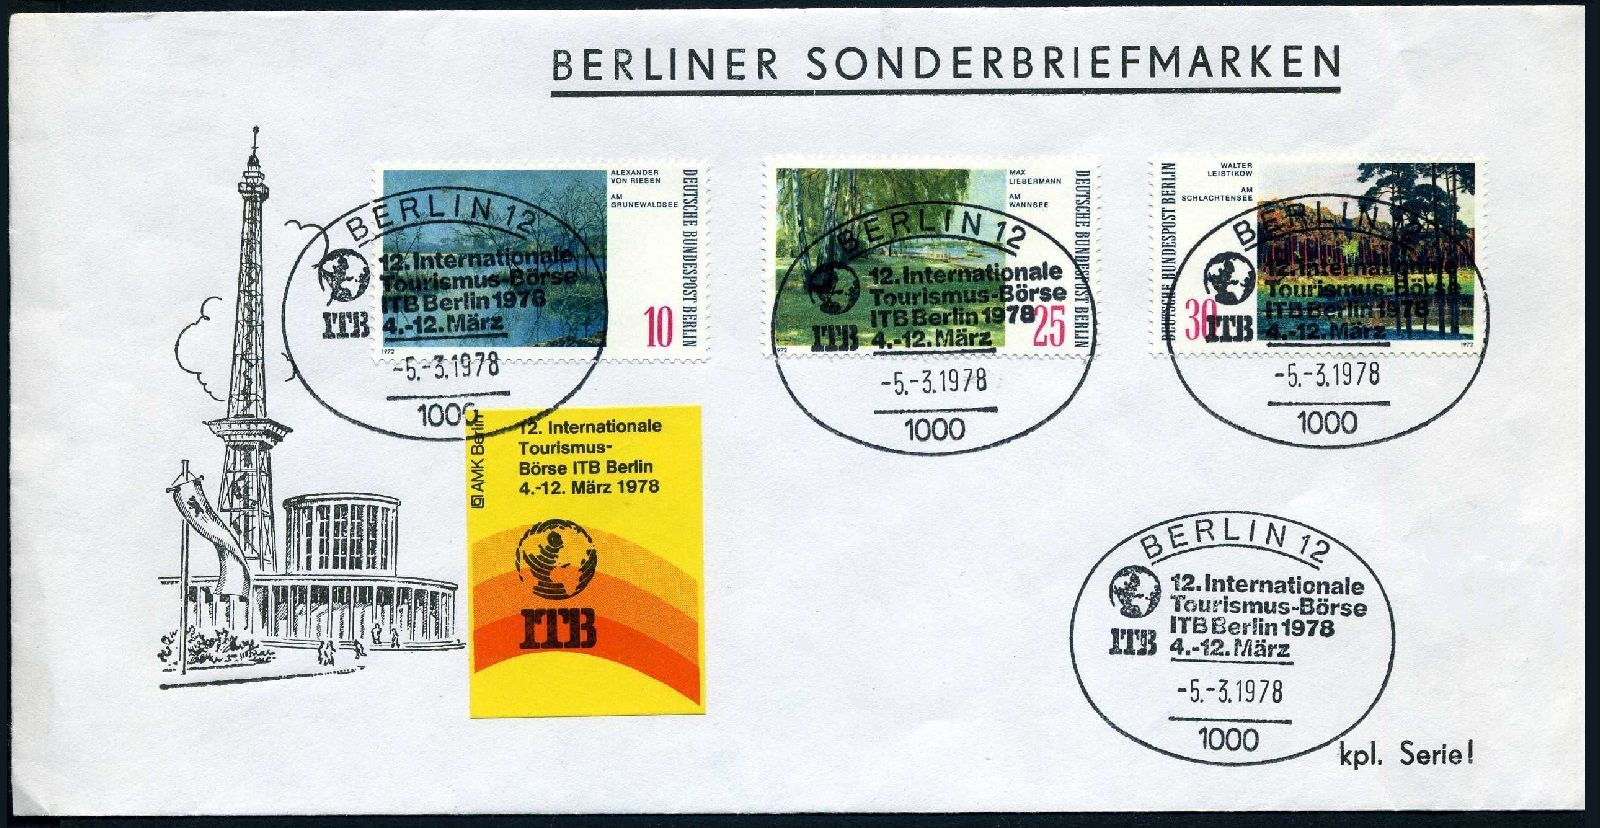 BERLINER SONDERBRIEFMARKEN
ALEXANDER
VON RIESEN
AM
GRUNEWALDSEE
DEUTSCHE BUNDESPOST BERLIN
10
1972
MAX
LIEBERMANN
AM
WANNSEE
DEUTSCHE BUNDESPOST BERLIN
25
1972
WALTER
LEISTIKOW
AM
SCHLACHTENSEE
DEUTSCHE BUNDESPOST BERLIN
30
1972
BERLIN 12
12. Internationale
Tourismus-Börse
ITB Berlin 1978
4.-12. März
ITB
-5.-3.1978
1000
BERLIN 12
12. Internationale
Tourismus-Börse
ITB Berlin 1978
4.-12. März
ITB
-5.-3.1978
1000
BERLIN 12
12. Internationale
Tourismus-Börse
ITB Berlin 1978
4.-12. März
ITB
-5.-3.1978
1000
AMK Berlin
12. Internationale
Tourismus-
Börse ITB Berlin
4.-12. März 1978
ITB
BERLIN 12
12. Internationale
Tourismus-Börse
ITB Berlin 1978
4.-12. März
ITB
-5.-3.1978
1000
kpl. Serie!